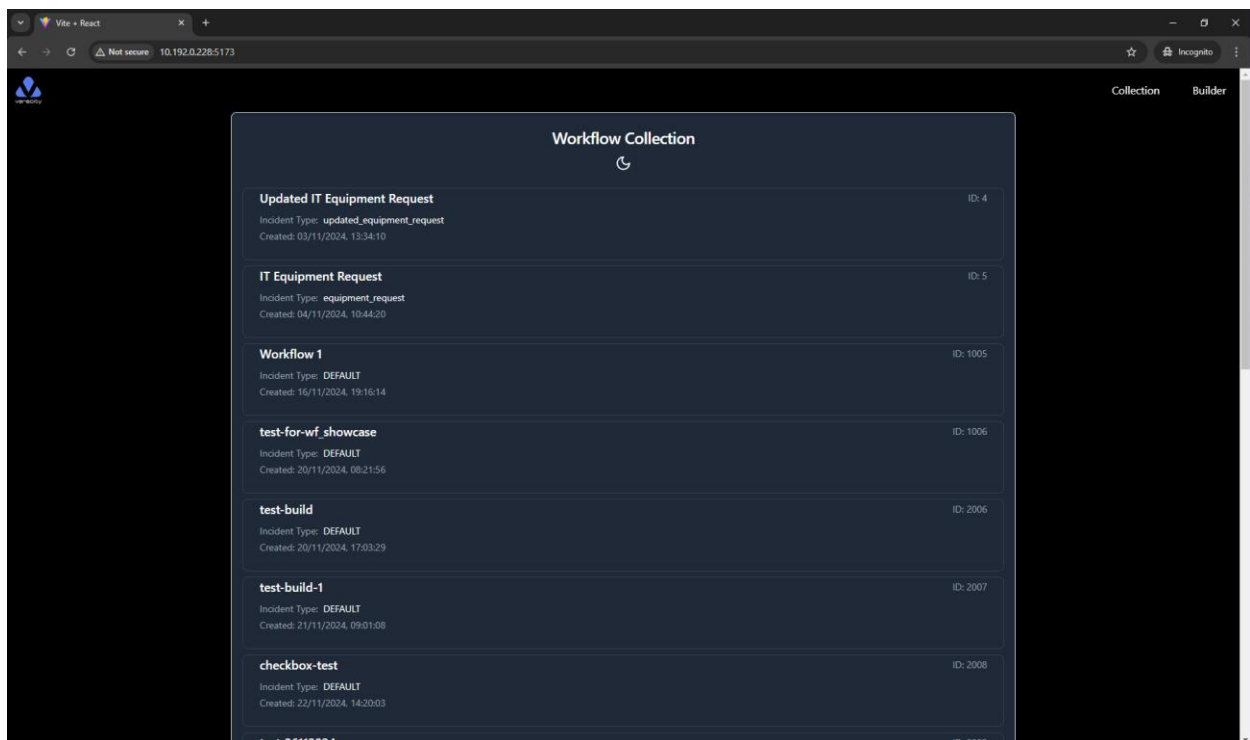 Vite + React
Not secure 10.192.0.228:5173
Incognito
veracity
Collection Builder
Workflow Collection
Updated IT Equipment Request ID: 4
Incident Type: updated_equipment_request
Created: 03/11/2024, 13:34:10
IT Equipment Request ID: 5
Incident Type: equipment_request
Created: 04/11/2024, 10:44:20
Workflow 1 ID: 1005
Incident Type: DEFAULT
Created: 16/11/2024, 19:16:14
test-for-wf_showcase ID: 1006
Incident Type: DEFAULT
Created: 20/11/2024, 08:21:56
test-build ID: 2006
Incident Type: DEFAULT
Created: 20/11/2024, 17:03:29
test-build-1 ID: 2007
Incident Type: DEFAULT
Created: 21/11/2024, 09:01:08
checkbox-test ID: 2008
Incident Type: DEFAULT
Created: 22/11/2024, 14:20:03